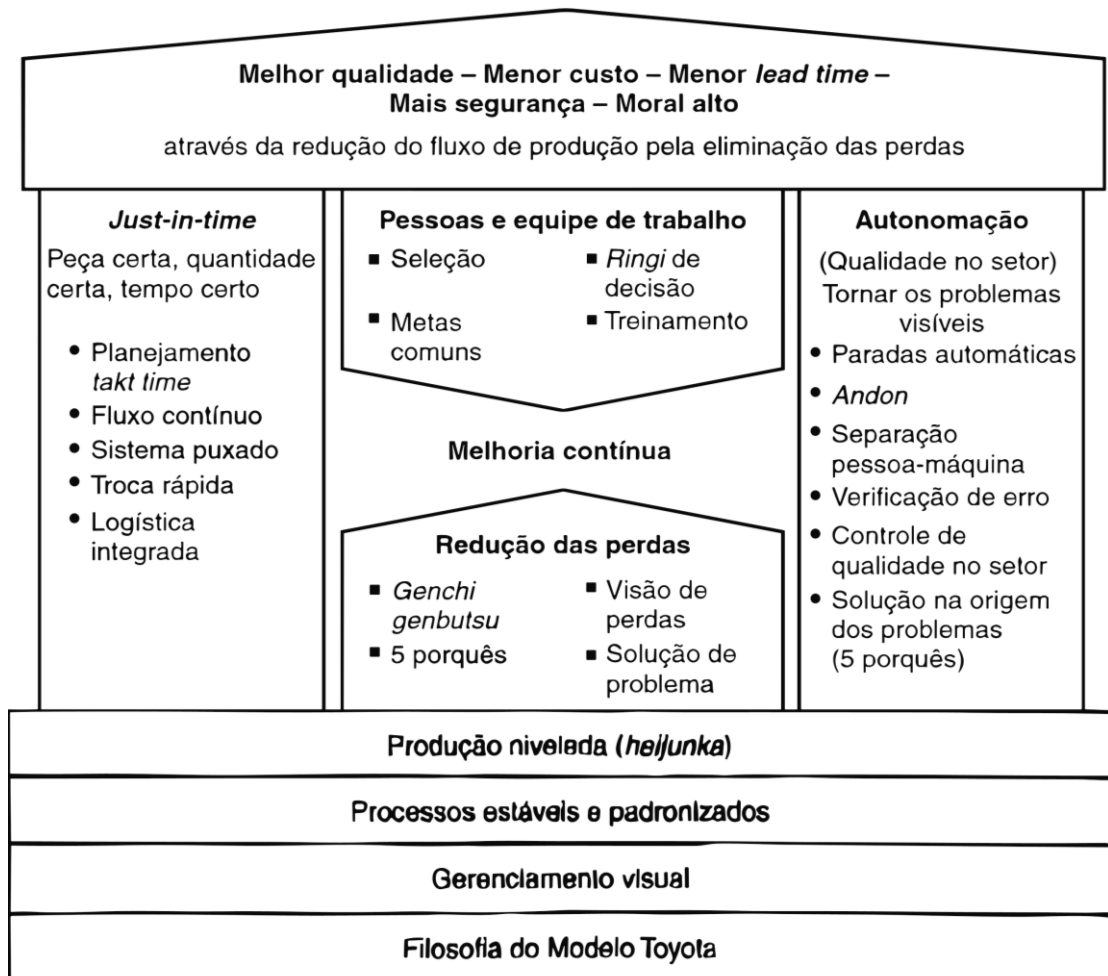 Melhor qualidade – Menor custo – Menor lead time –
Mais segurança – Moral alto
através da redução do fluxo de produção pela eliminação das perdas
Just-in-time
Peça certa, quantidade
certa, tempo certo
• Planejamento
takt time
• Fluxo contínuo
• Sistema puxado
• Troca rápida
• Logística
integrada
Pessoas e equipe de trabalho
▪ Seleção
▪ Ringi de
decisão
▪ Metas
comuns
▪ Treinamento
Melhoria contínua
Redução das perdas
▪ Genchi
genbutsu
▪ Visão de
perdas
▪ 5 porquês
▪ Solução de
problema
Autonomação
(Qualidade no setor)
Tornar os problemas
visíveis
• Paradas automáticas
• Andon
• Separação
pessoa-máquina
• Verificação de erro
• Controle de
qualidade no setor
• Solução na origem
dos problemas
(5 porquês)
Produção nivelada (heijunka)
Processos estáveis e padronizados
Gerenciamento visual
Filosofia do Modelo Toyota